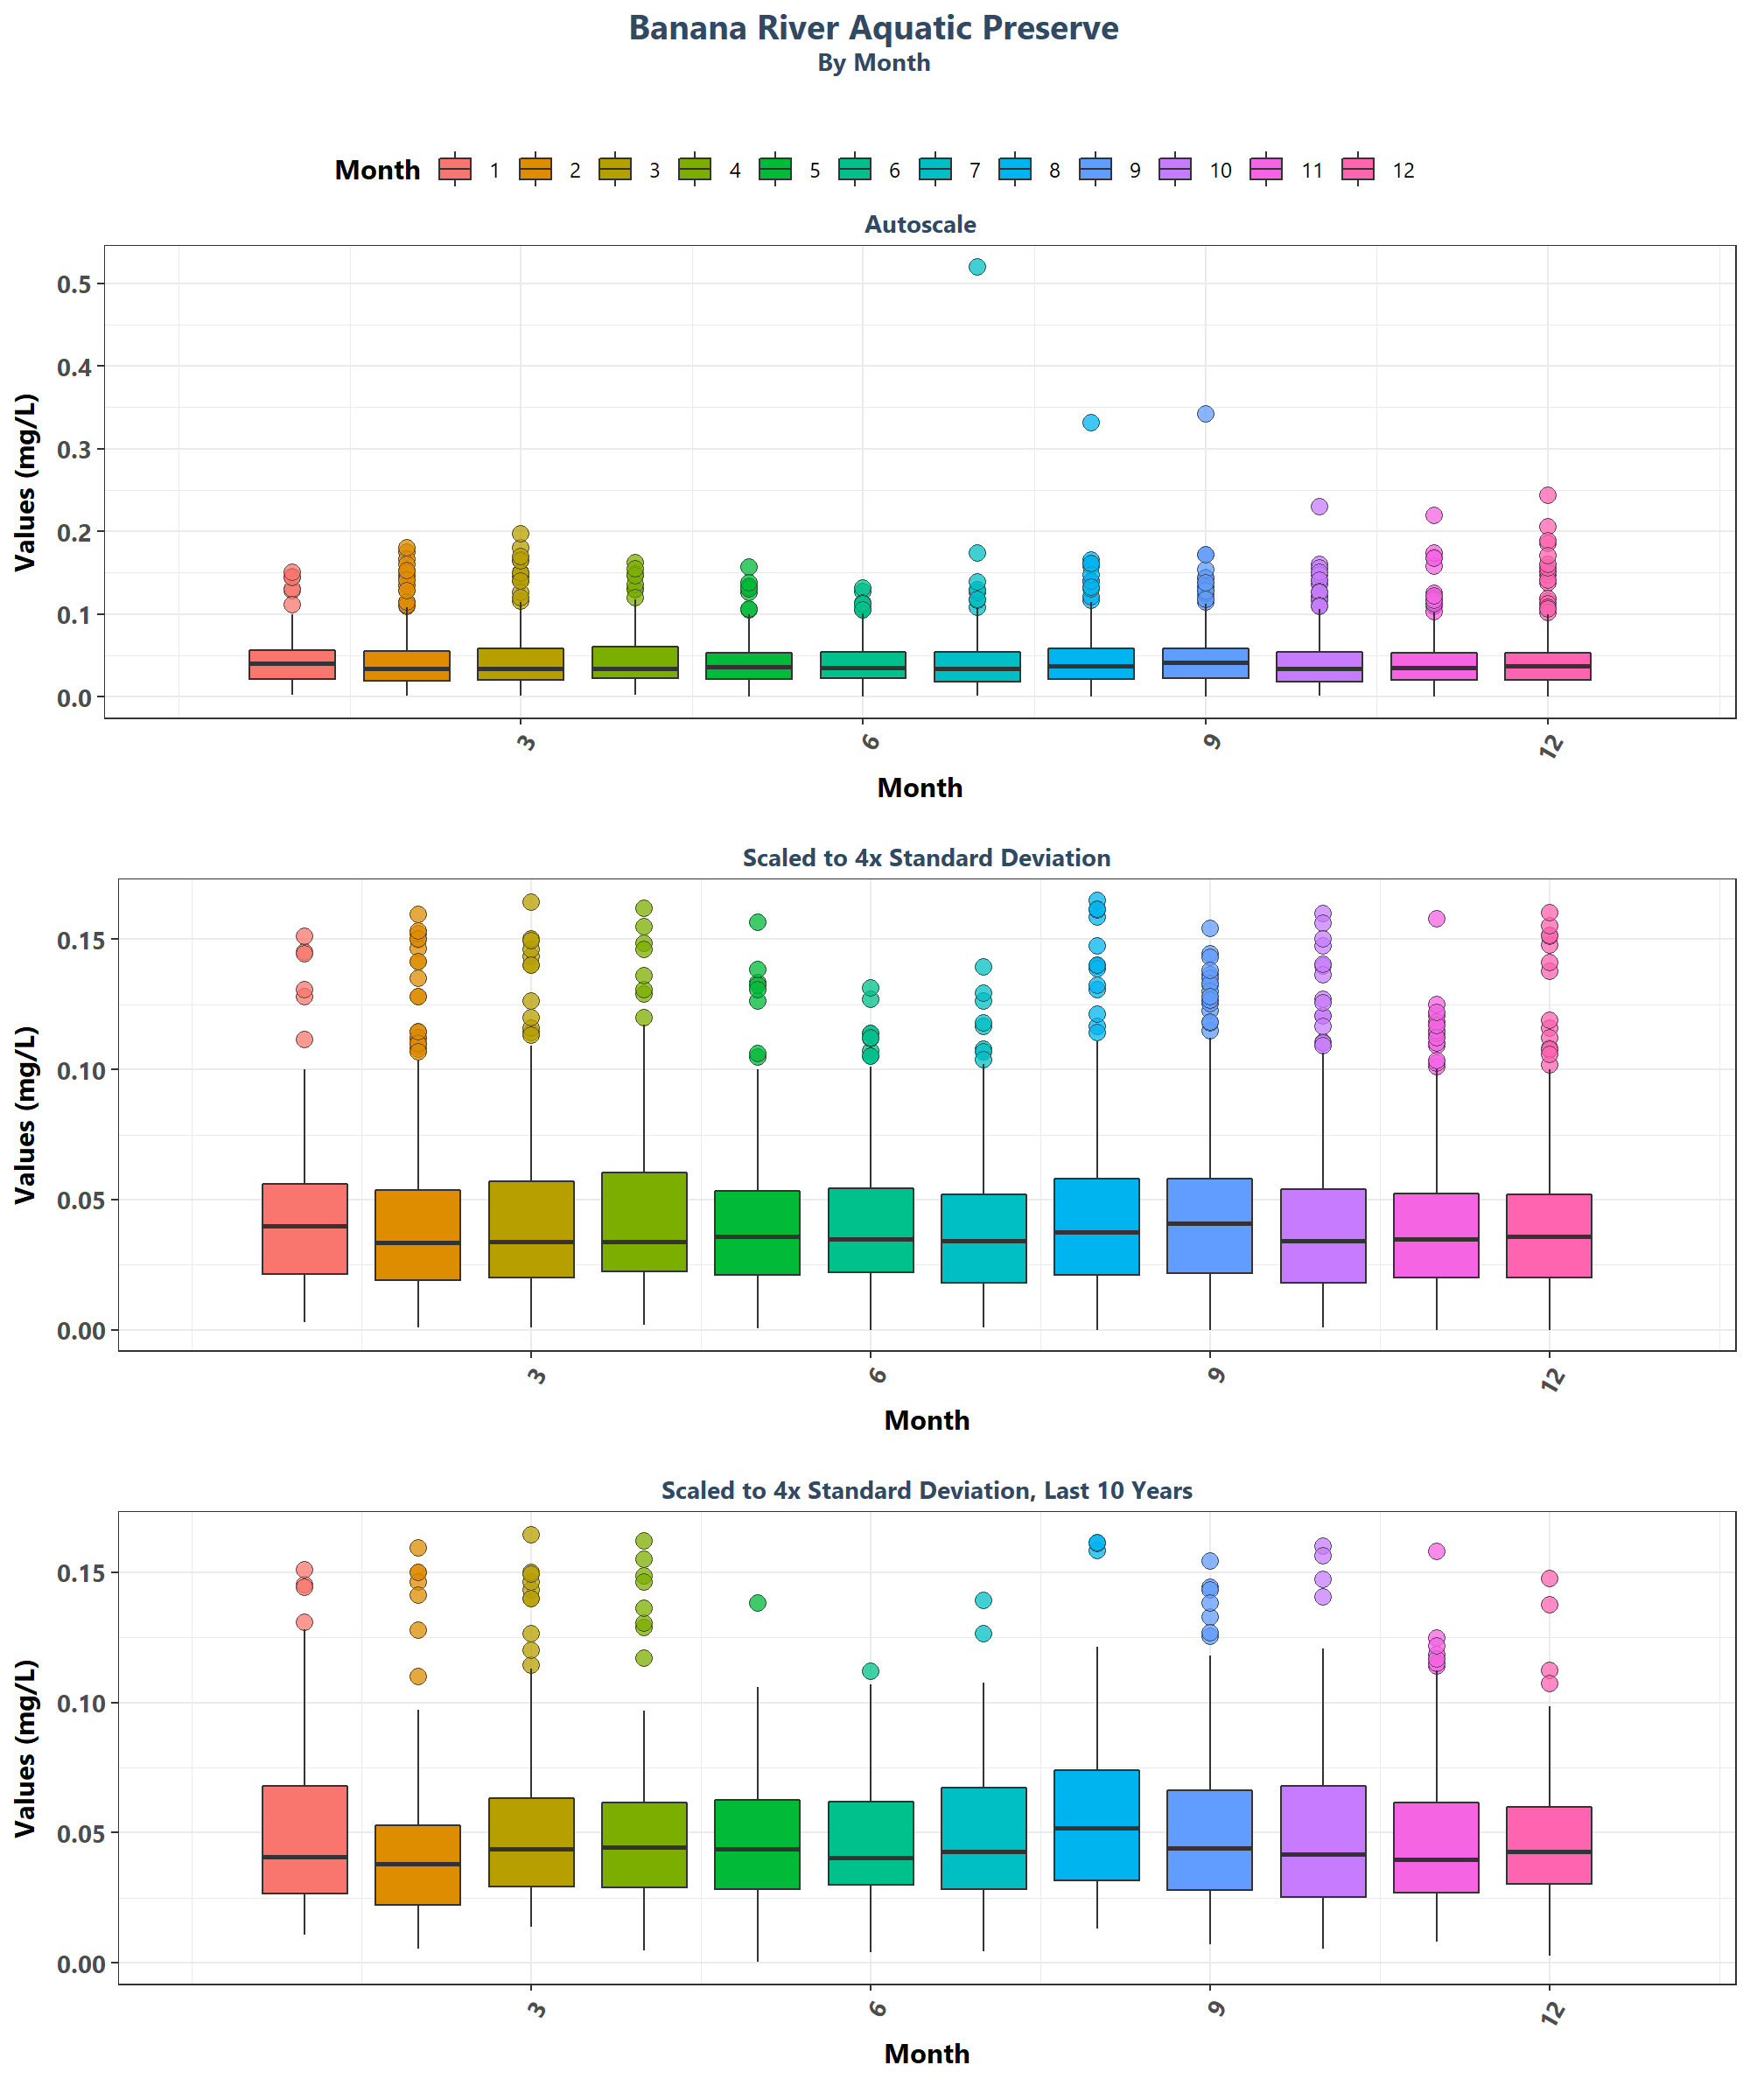 Banana River Aquatic Preserve
By Month
Month 1 2 3 4 5 6 7 8 9 10 11 12
Autoscale
Values (mg/L)
0.5
0.4
0.3
0.2
0.1
0.0
3 6 9 12
Month
Scaled to 4x Standard Deviation
Values (mg/L)
0.15
0.10
0.05
0.00
3 6 9 12
Month
Scaled to 4x Standard Deviation, Last 10 Years
Values (mg/L)
0.15
0.10
0.05
0.00
3 6 9 12
Month